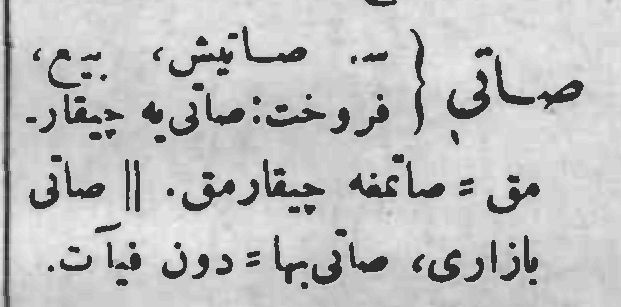 صاتی { س. صاتیش، بیع،
فروخت: صاتی‌یه چیقار-
مق = صاتمغه چیقارمق. || صاتی
بازاری، صاتی‌بها = دون فیآت.